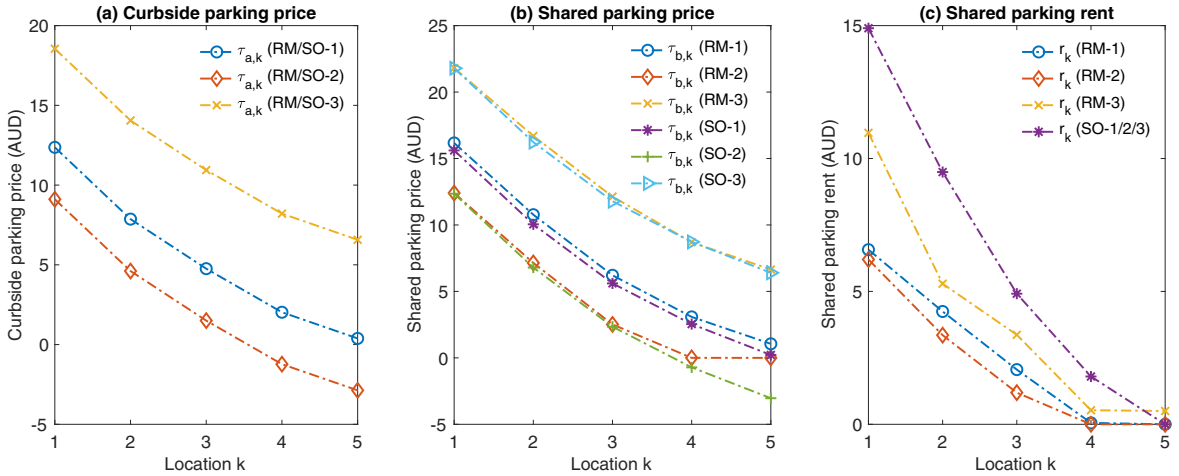 (a) Curbside parking price
Curbside parking price (AUD)
20
15
10
5
0
-5
1 2 3 4 5
Location k
τa,k (RM/SO-1)
τa,k (RM/SO-2)
τa,k (RM/SO-3)
(b) Shared parking price
Shared parking price (AUD)
25
20
15
10
5
0
-5
1 2 3 4 5
Location k
τb,k (RM-1)
τb,k (RM-2)
τb,k (RM-3)
τb,k (SO-1)
τb,k (SO-2)
τb,k (SO-3)
(c) Shared parking rent
Shared parking rent (AUD)
15
10
5
0
1 2 3 4 5
Location k
rk (RM-1)
rk (RM-2)
rk (RM-3)
rk (SO-1/2/3)